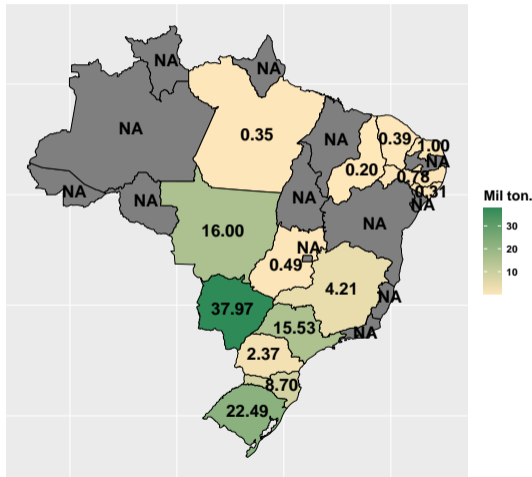 NA
NA
NA
0.35
NA
0.39
1.00
NA
0.20
0.78
0.31
NA
NA
NA
NA
NA
16.00
NA
0.49
4.21
NA
37.97
15.53
NA
2.37
8.70
22.49
Mil ton.
30
20
10